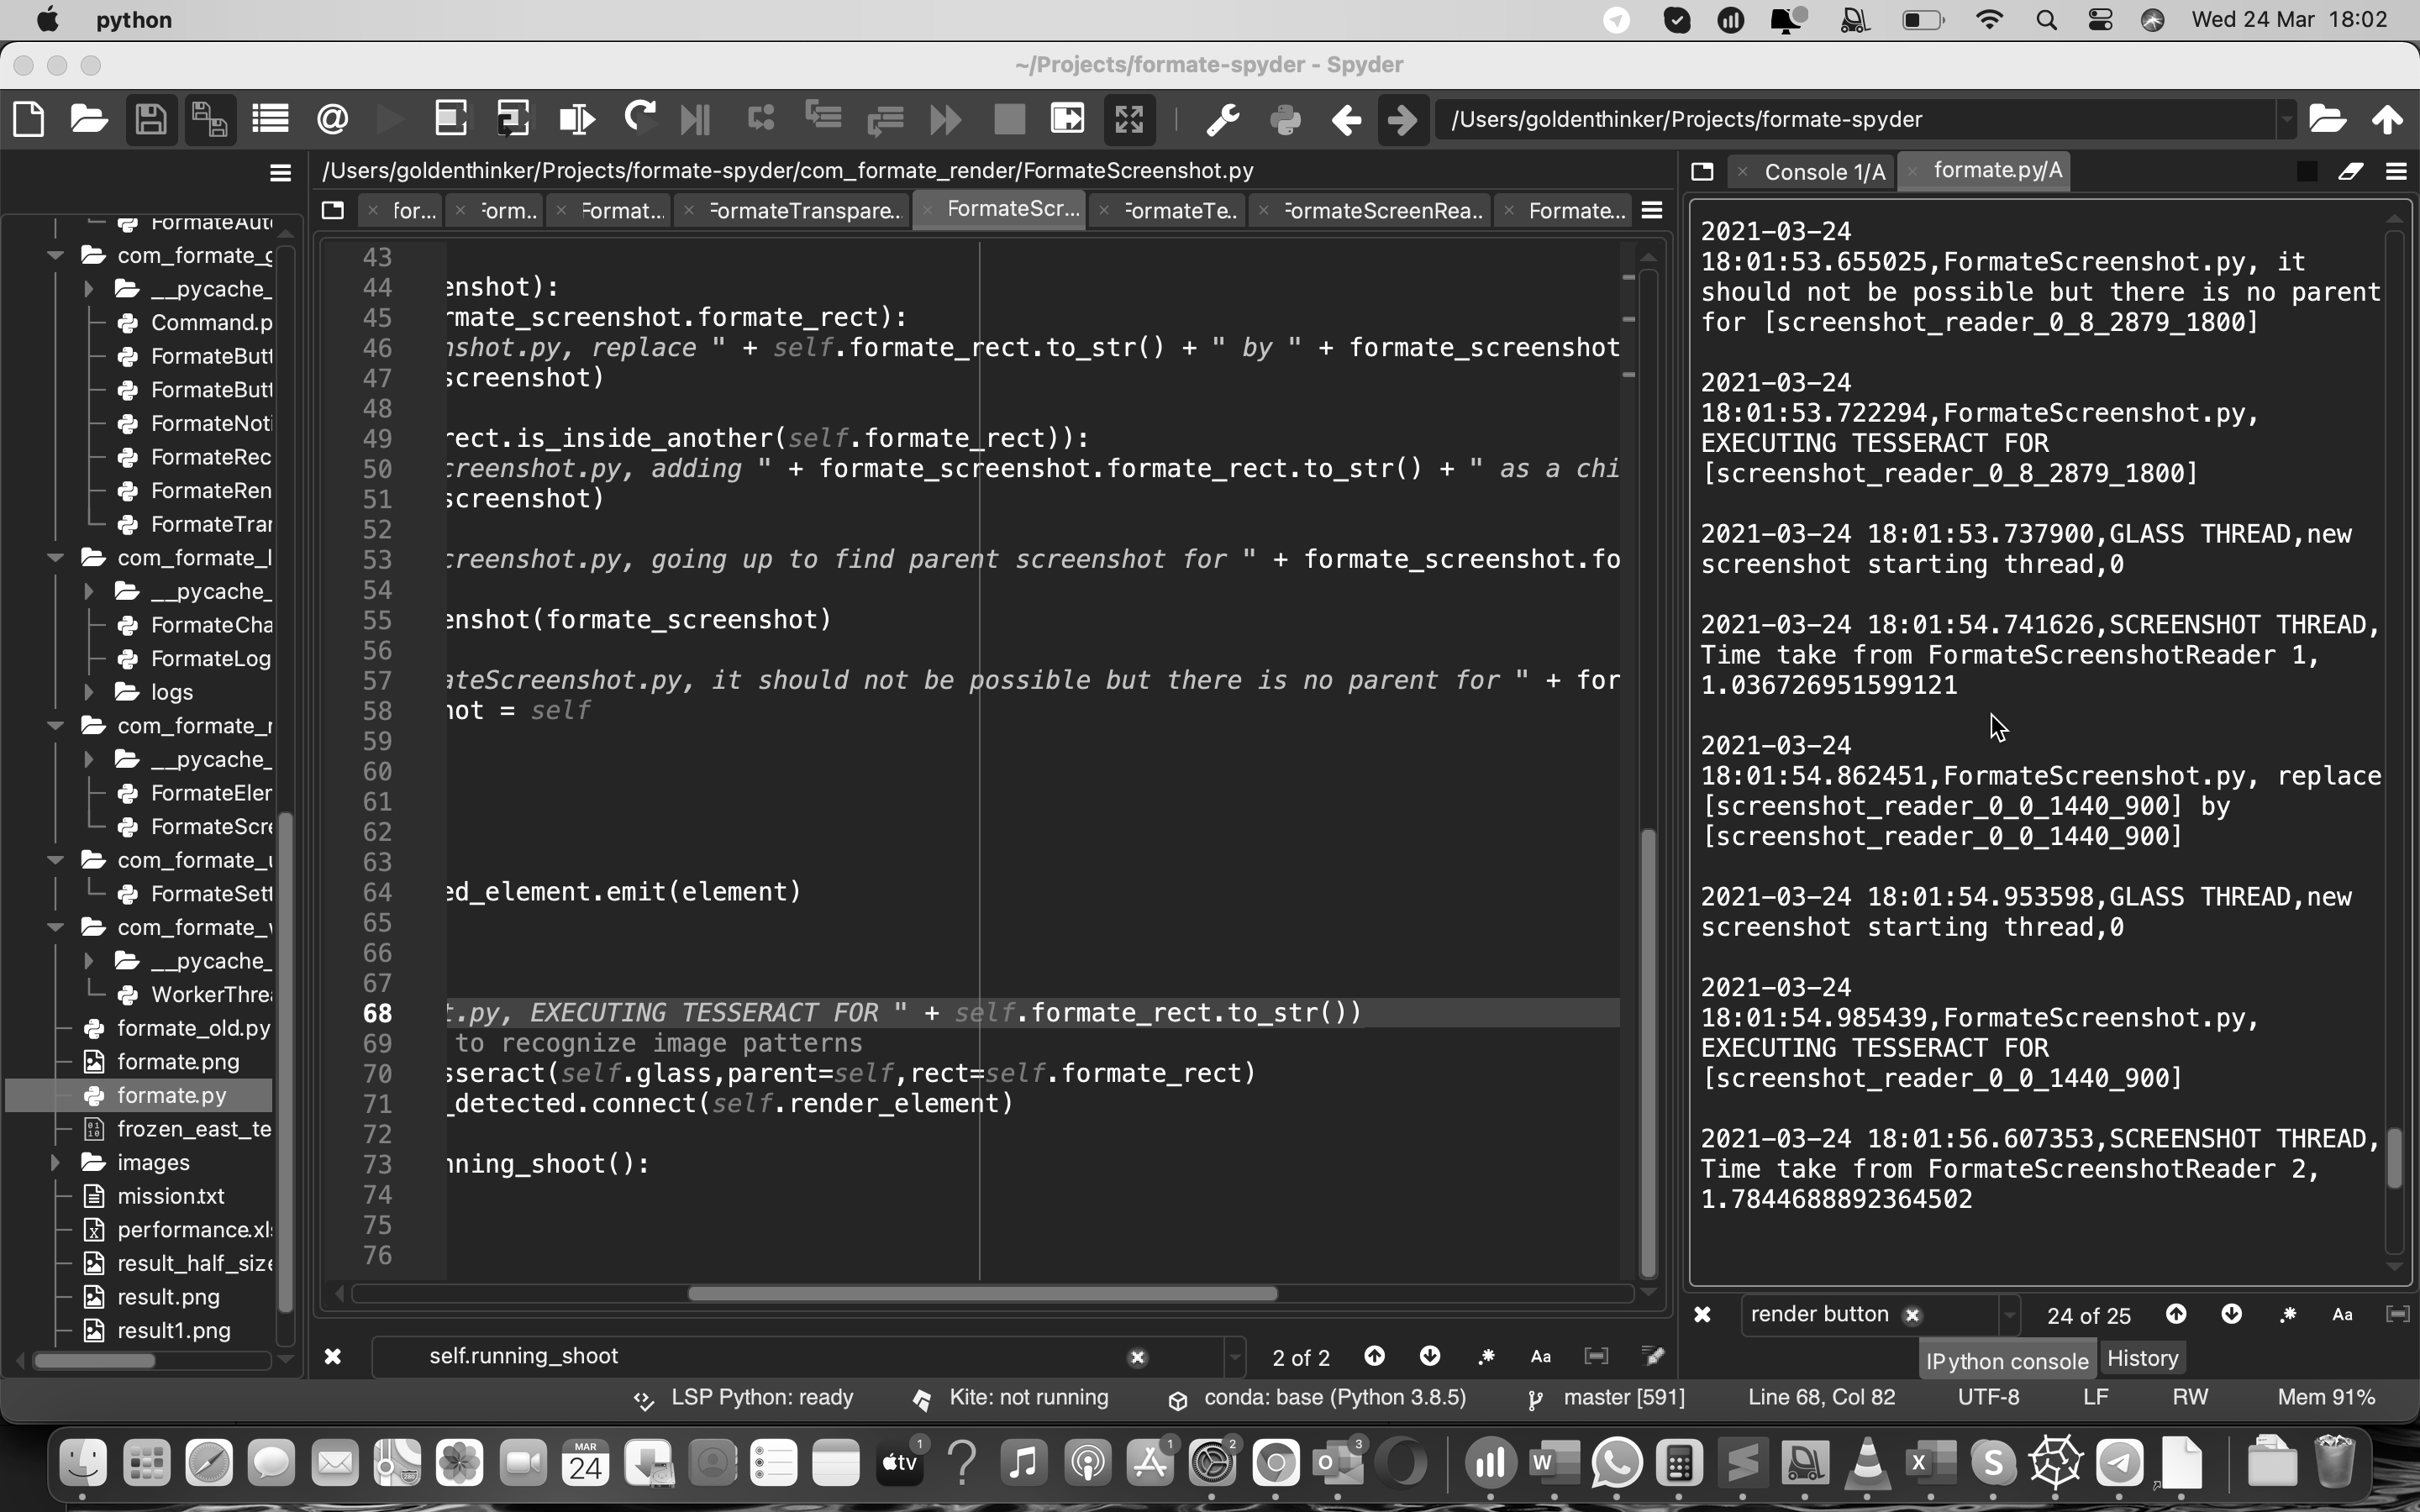 python
Wed 24 Mar 18:02
~/Projects/formate-spyder - Spyder
/Users/goldenthinker/Projects/formate-spyder
/Users/goldenthinker/Projects/formate-spyder/com_formate_render/FormateScreenshot.py
for...
Form..
Format...
FormateTranspare...
FormateScr...
FormateTe..
FormateScreenRea..
Formate...
Console 1/A
formate.py/A
FormateAut
com_formate_g
__pycache_
Command.p
FormateButt
FormateButt
FormateNoti
FormateRec
FormateRen
FormateTrar
com_formate_l
__pycache_
FormateCha
FormateLog
logs
com_formate_r
__pycache_
FormateEler
FormateScre
com_formate_u
FormateSett
com_formate_w
__pycache_
WorkerThrea
formate_old.py
formate.png
formate.py
frozen_east_te
images
mission.txt
performance.xls
result_half_size
result.png
result1.png
43
44 enshot):
45 rmate_screenshot.formate_rect):
46 nshot.py, replace " + self.formate_rect.to_str() + " by " + formate_screenshot
47 screenshot)
48
49 rect.is_inside_another(self.formate_rect)):
50 creenshot.py, adding " + formate_screenshot.formate_rect.to_str() + " as a chi
51 screenshot)
52
53 creenshot.py, going up to find parent screenshot for " + formate_screenshot.fo
54
55 enshot(formate_screenshot)
56
57 ateScreenshot.py, it should not be possible but there is no parent for " + for
58 hot = self
59
60
61
62
63
64 ed_element.emit(element)
65
66
67
68 t.py, EXECUTING TESSERACT FOR " + self.formate_rect.to_str())
69 to recognize image patterns
70 sseract(self.glass,parent=self,rect=self.formate_rect)
71 _detected.connect(self.render_element)
72
73 nning_shoot():
74
75
76
2021-03-24
18:01:53.655025,FormateScreenshot.py, it
should not be possible but there is no parent
for [screenshot_reader_0_8_2879_1800]
2021-03-24
18:01:53.722294,FormateScreenshot.py,
EXECUTING TESSERACT FOR
[screenshot_reader_0_8_2879_1800]
2021-03-24 18:01:53.737900,GLASS THREAD,new
screenshot starting thread,0
2021-03-24 18:01:54.741626,SCREENSHOT THREAD,
Time take from FormateScreenshotReader 1,
1.036726951599121
2021-03-24
18:01:54.862451,FormateScreenshot.py, replace
[screenshot_reader_0_0_1440_900] by
[screenshot_reader_0_0_1440_900]
2021-03-24 18:01:54.953598,GLASS THREAD,new
screenshot starting thread,0
2021-03-24
18:01:54.985439,FormateScreenshot.py,
EXECUTING TESSERACT FOR
[screenshot_reader_0_0_1440_900]
2021-03-24 18:01:56.607353,SCREENSHOT THREAD,
Time take from FormateScreenshotReader 2,
1.7844688892364502
render button
24 of 25
Aa
self.running_shoot
2 of 2
Aa
IPython console
History
LSP Python: ready
Kite: not running
conda: base (Python 3.8.5)
master [591]
Line 68, Col 82
UTF-8
LF
RW
Mem 91%
MAR
24
tv
1
1
2
3